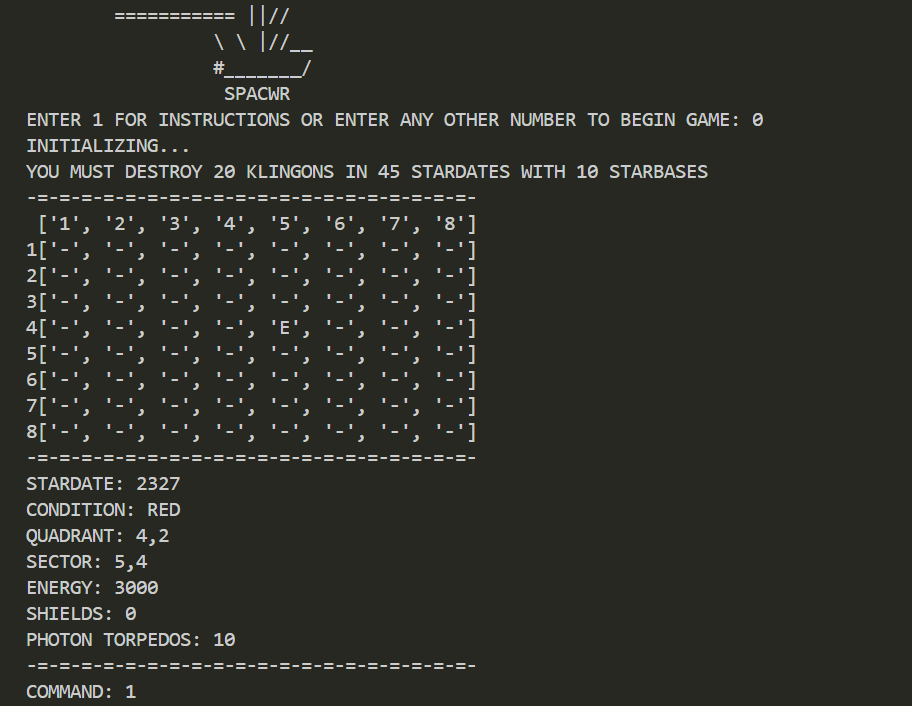 =========== ||//
\ \ |//__
#_______/
SPACWR
ENTER 1 FOR INSTRUCTIONS OR ENTER ANY OTHER NUMBER TO BEGIN GAME: 0
INITIALIZING...
YOU MUST DESTROY 20 KLINGONS IN 45 STARDATES WITH 10 STARBASES
-=-=-=-=-=-=-=-=-=-=-=-=-=-=-=-=-=-=-=-=-
['1', '2', '3', '4', '5', '6', '7', '8']
1['-', '-', '-', '-', '-', '-', '-', '-']
2['-', '-', '-', '-', '-', '-', '-', '-']
3['-', '-', '-', '-', '-', '-', '-', '-']
4['-', '-', '-', '-', 'E', '-', '-', '-']
5['-', '-', '-', '-', '-', '-', '-', '-']
6['-', '-', '-', '-', '-', '-', '-', '-']
7['-', '-', '-', '-', '-', '-', '-', '-']
8['-', '-', '-', '-', '-', '-', '-', '-']
-=-=-=-=-=-=-=-=-=-=-=-=-=-=-=-=-=-=-=-=-
STARDATE: 2327
CONDITION: RED
QUADRANT: 4,2
SECTOR: 5,4
ENERGY: 3000
SHIELDS: 0
PHOTON TORPEDOS: 10
-=-=-=-=-=-=-=-=-=-=-=-=-=-=-=-=-=-=-=-=-
COMMAND: 1